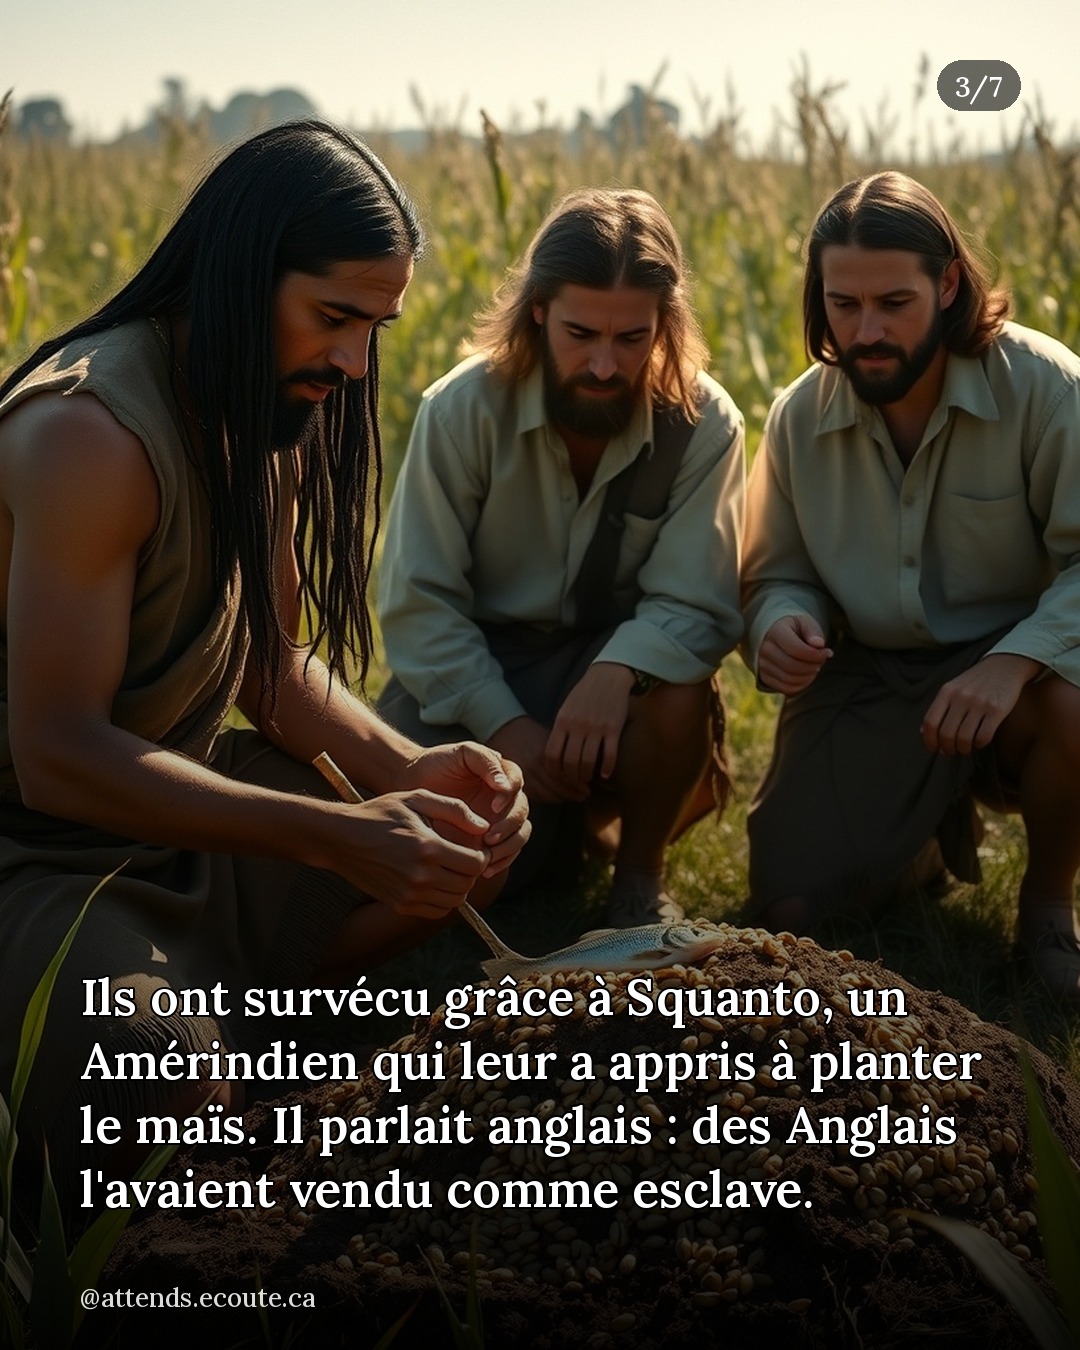 3/7
Ils ont survécu grâce à Squanto, un
Amérindien qui leur a appris à planter
le maïs. Il parlait anglais : des Anglais
l'avaient vendu comme esclave.
@attends.ecoute.ca